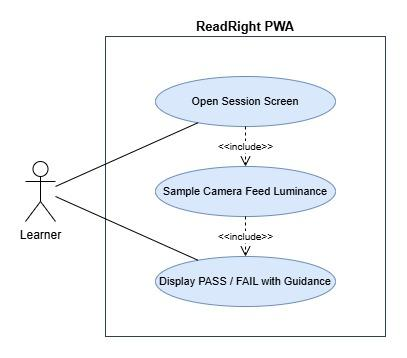 ReadRight PWA
Open Session Screen
<<include>>
Sample Camera Feed Luminance
Learner
<<include>>
Display PASS / FAIL with Guidance